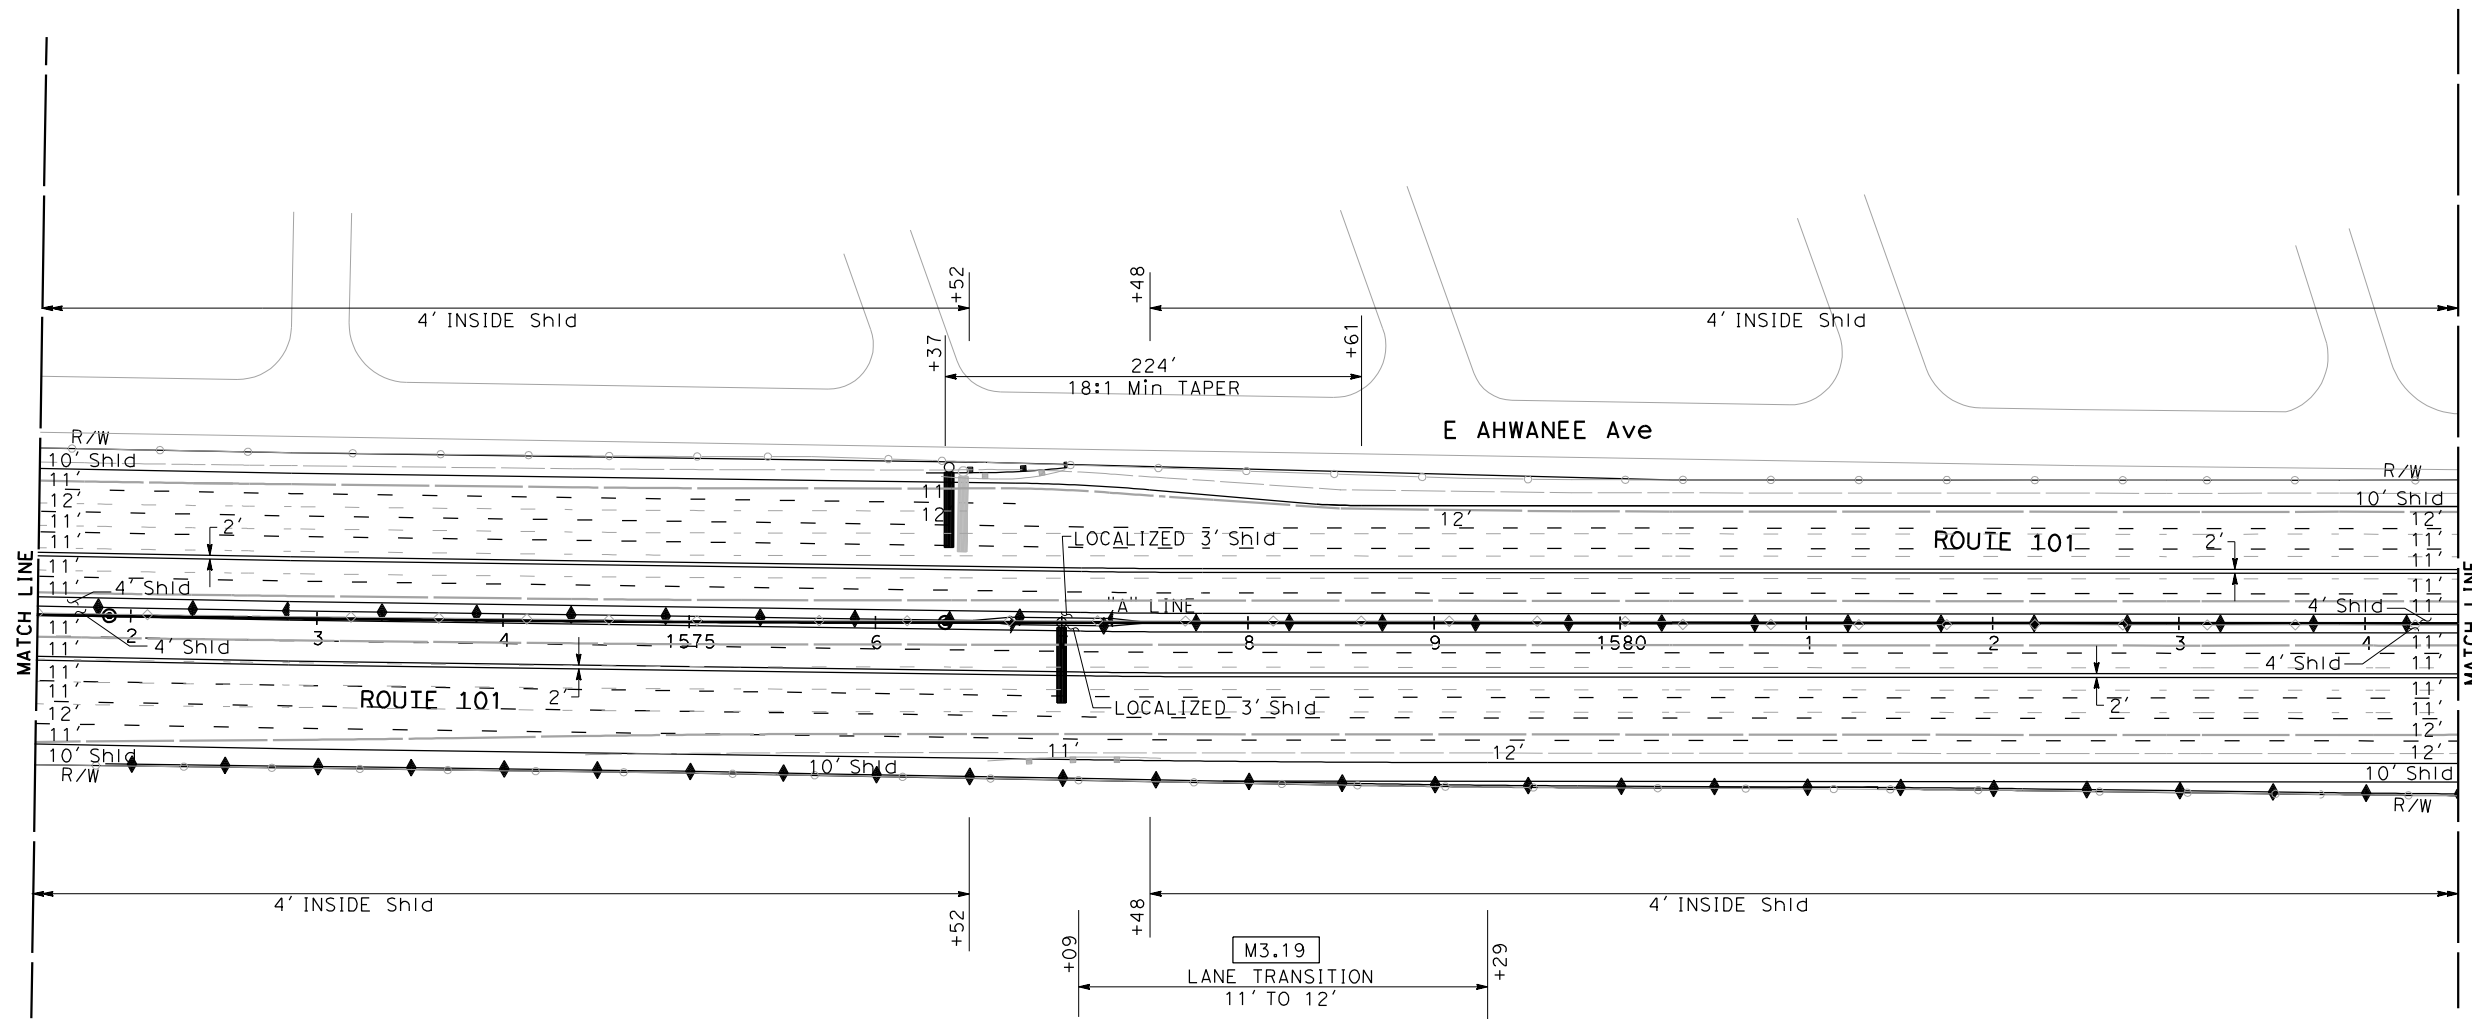 +52
+48
4' INSIDE Shld
4' INSIDE Shld
+37
+61
224'
18:1 Min TAPER
E AHWANEE Ave
R/W
R/W
10' Shld
10' Shld
11'
11
12'
12'
12'
12
11'
11'
2'
LOCALIZED 3' Shld
ROUTE 101
2'
11'
11'
11'
MATCH LINE
MATCH LINE
11'
11'
4' Shld
11'
"A" LINE
4' Shld
11'
2
3
4
1575
6
8
9
1580
1
2
3
4
11'
4' Shld
11'
11'
4' Shld
11'
11'
11'
11'
ROUTE 101
2'
LOCALIZED 3' Shld
2'
11'
12'
12'
11'
10' Shld
11'
12'
12'
R/W
10' Shld
10' Shld
R/W
4' INSIDE Shld
4' INSIDE Shld
+52
+48
+09
+29
M3.19
LANE TRANSITION
11' TO 12'